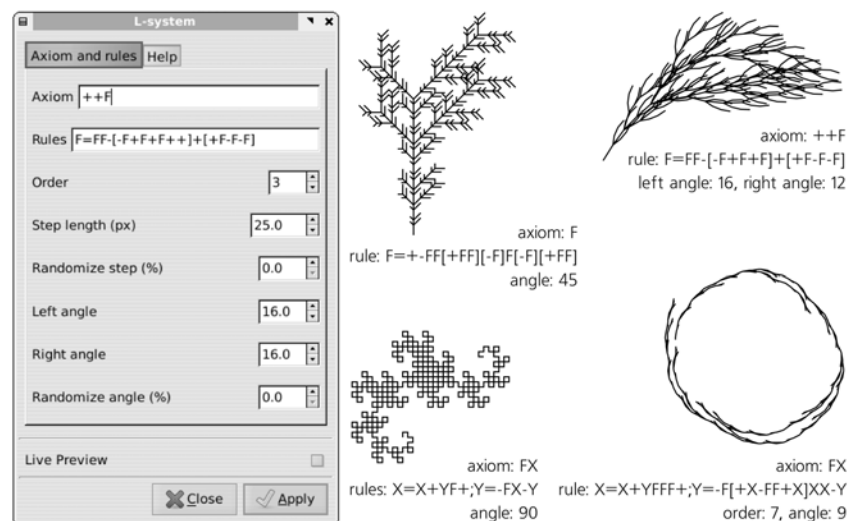 L-system
Axiom and rules Help
Axiom ++F
Rules F=FF-[-F+F+F++]+[+F-F-F]
Order 3
Step length (px) 25.0
Randomize step (%) 0.0
Left angle 16.0
Right angle 16.0
Randomize angle (%) 0.0
Live Preview
Close Apply
axiom: F
rule: F=+-FF[+FF][-F]F[-F][+FF]
angle: 45
axiom: ++F
rule: F=FF-[-F+F+F]+[+F-F-F]
left angle: 16, right angle: 12
axiom: FX
rules: X=X+YF+;Y=-FX-Y
angle: 90
axiom: FX
rule: X=X+YFFF+;Y=-F[+X-FF+X]XX-Y
order: 7, angle: 9